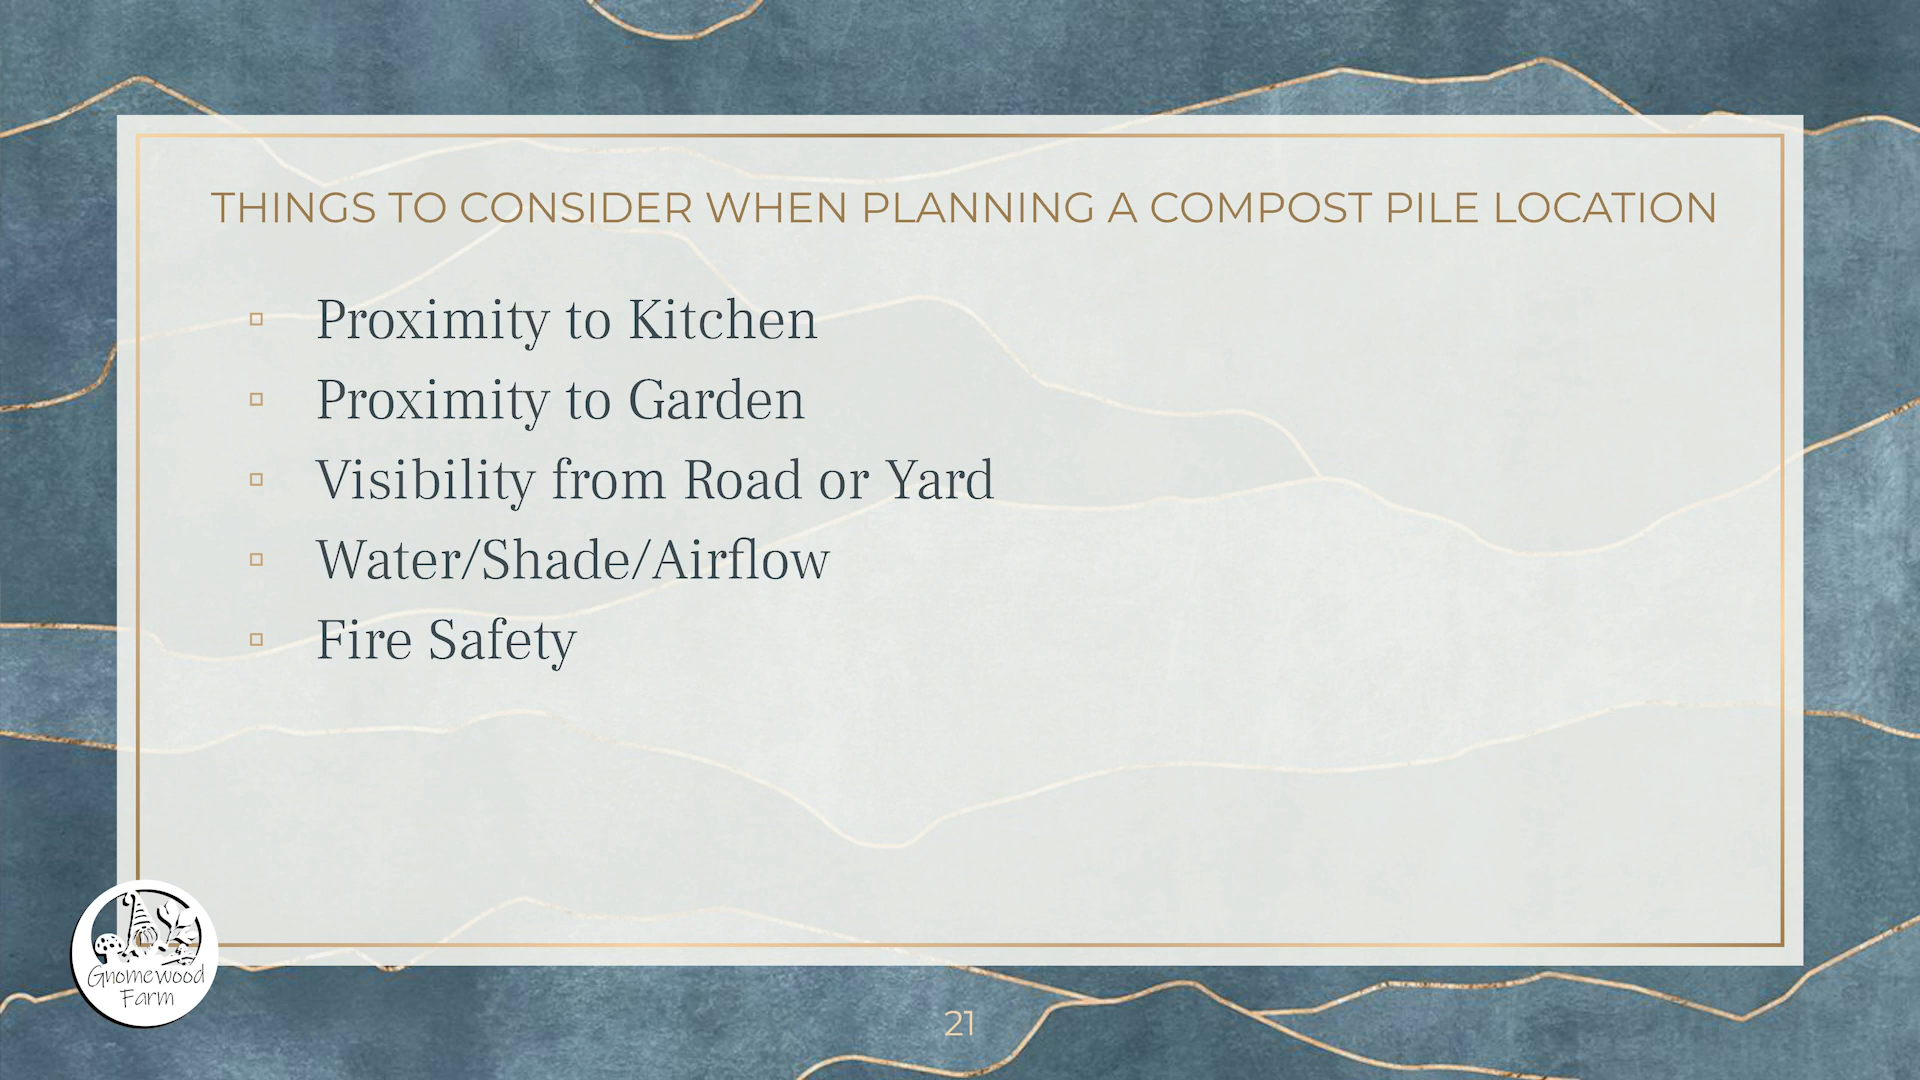 THINGS TO CONSIDER WHEN PLANNING A COMPOST PILE LOCATION
Proximity to Kitchen
Proximity to Garden
Visibility from Road or Yard
Water/Shade/Airflow
Fire Safety
Gnomewood
Farm
21